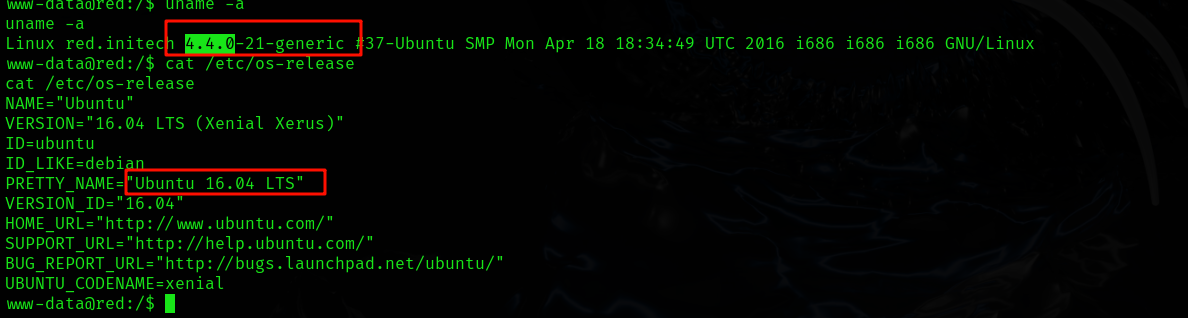 www-data@red:/$ uname -a
uname -a
Linux red.initech 4.4.0-21-generic #37-Ubuntu SMP Mon Apr 18 18:34:49 UTC 2016 i686 i686 i686 GNU/Linux
www-data@red:/$ cat /etc/os-release
cat /etc/os-release
NAME="Ubuntu"
VERSION="16.04 LTS (Xenial Xerus)"
ID=ubuntu
ID_LIKE=debian
PRETTY_NAME="Ubuntu 16.04 LTS"
VERSION_ID="16.04"
HOME_URL="http://www.ubuntu.com/"
SUPPORT_URL="http://help.ubuntu.com/"
BUG_REPORT_URL="http://bugs.launchpad.net/ubuntu/"
UBUNTU_CODENAME=xenial
www-data@red:/$